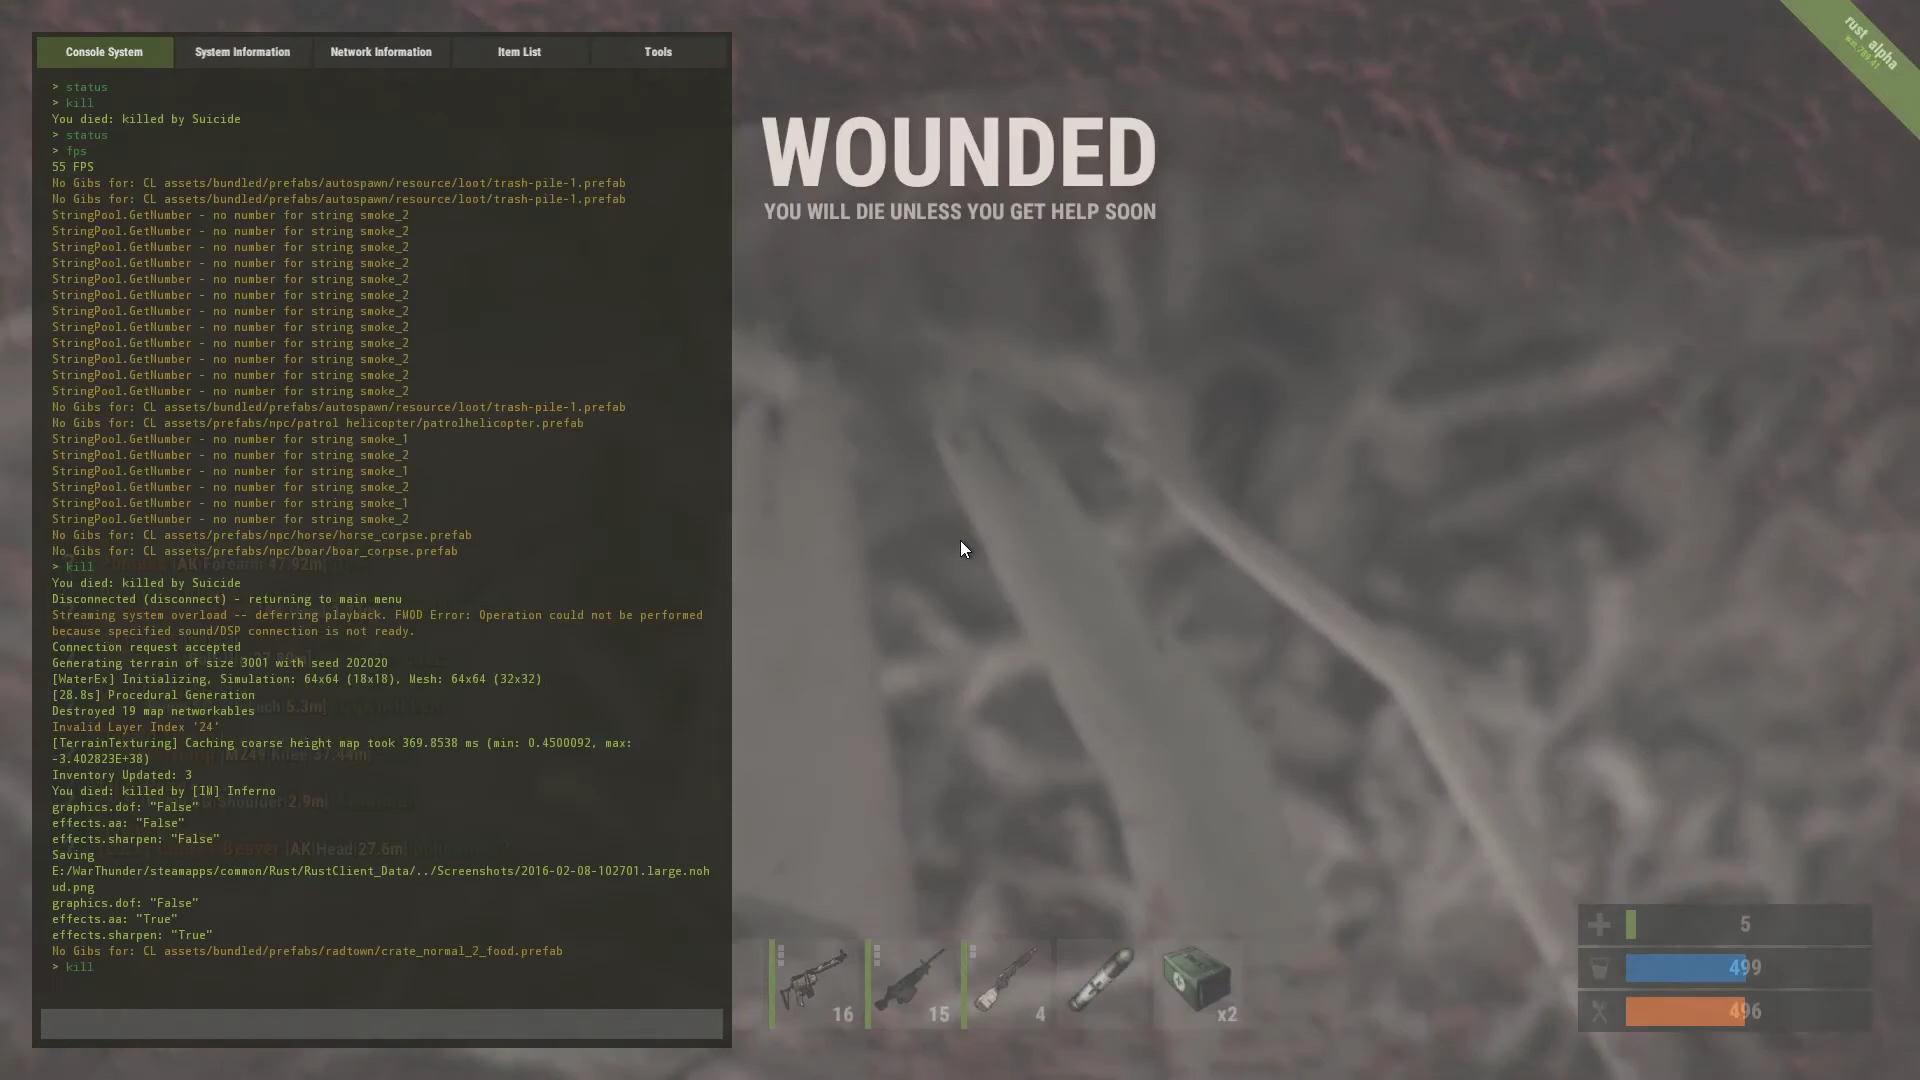 Console System
System Information
Network Information
Item List
Tools
> status
> kill
You died: killed by Suicide
> status
> fps
55 FPS
No Gibs for: CL assets/bundled/prefabs/autospawn/resource/loot/trash-pile-1.prefab
No Gibs for: CL assets/bundled/prefabs/autospawn/resource/loot/trash-pile-1.prefab
StringPool.GetNumber - no number for string smoke_2
StringPool.GetNumber - no number for string smoke_2
StringPool.GetNumber - no number for string smoke_2
StringPool.GetNumber - no number for string smoke_2
StringPool.GetNumber - no number for string smoke_2
StringPool.GetNumber - no number for string smoke_2
StringPool.GetNumber - no number for string smoke_2
StringPool.GetNumber - no number for string smoke_2
StringPool.GetNumber - no number for string smoke_2
StringPool.GetNumber - no number for string smoke_2
StringPool.GetNumber - no number for string smoke_2
StringPool.GetNumber - no number for string smoke_2
No Gibs for: CL assets/bundled/prefabs/autospawn/resource/loot/trash-pile-1.prefab
No Gibs for: CL assets/prefabs/npc/patrol helicopter/patrolhelicopter.prefab
StringPool.GetNumber - no number for string smoke_1
StringPool.GetNumber - no number for string smoke_2
StringPool.GetNumber - no number for string smoke_1
StringPool.GetNumber - no number for string smoke_2
StringPool.GetNumber - no number for string smoke_1
StringPool.GetNumber - no number for string smoke_2
No Gibs for: CL assets/prefabs/npc/horse/horse_corpse.prefab
No Gibs for: CL assets/prefabs/npc/boar/boar_corpse.prefab
|AK Forearm 47.92m|
> kill
You died: killed by Suicide
Disconnected (disconnect) - returning to main menu
Streaming system overload -- deferring playback. FMOD Error: Operation could not be performed
because specified sound/DSP connection is not ready.
Connection request accepted
Generating terrain of size 3001 with seed 202020
[WaterEx] Initializing, Simulation: 64x64 (18x18), Mesh: 64x64 (32x32)
[28.8s] Procedural Generation
5.3m|
Destroyed 19 map networkables
Invalid Layer Index '24'
[TerrainTexturing] Caching coarse height map took 369.8538 ms (min: 0.4500092, max:
-3.402823E+38)
|M249 Knee 37.44m|
Inventory Updated: 3
You died: killed by [IW] Inferno
graphics.dof: "False"
Shoulder 2.9m|
effects.aa: "False"
effects.sharpen: "False"
Beaver |AK Head 27.6m|
Saving
E:/WarThunder/steamapps/common/Rust/RustClient_Data/../Screenshots/2016-02-08-102701.large.noh
ud.png
graphics.dof: "False"
effects.aa: "True"
effects.sharpen: "True"
No Gibs for: CL assets/bundled/prefabs/radtown/crate_normal_2_food.prefab
> kill
WOUNDED
YOU WILL DIE UNLESS YOU GET HELP SOON
rust alpha
16
15
4
x2
5
499
496